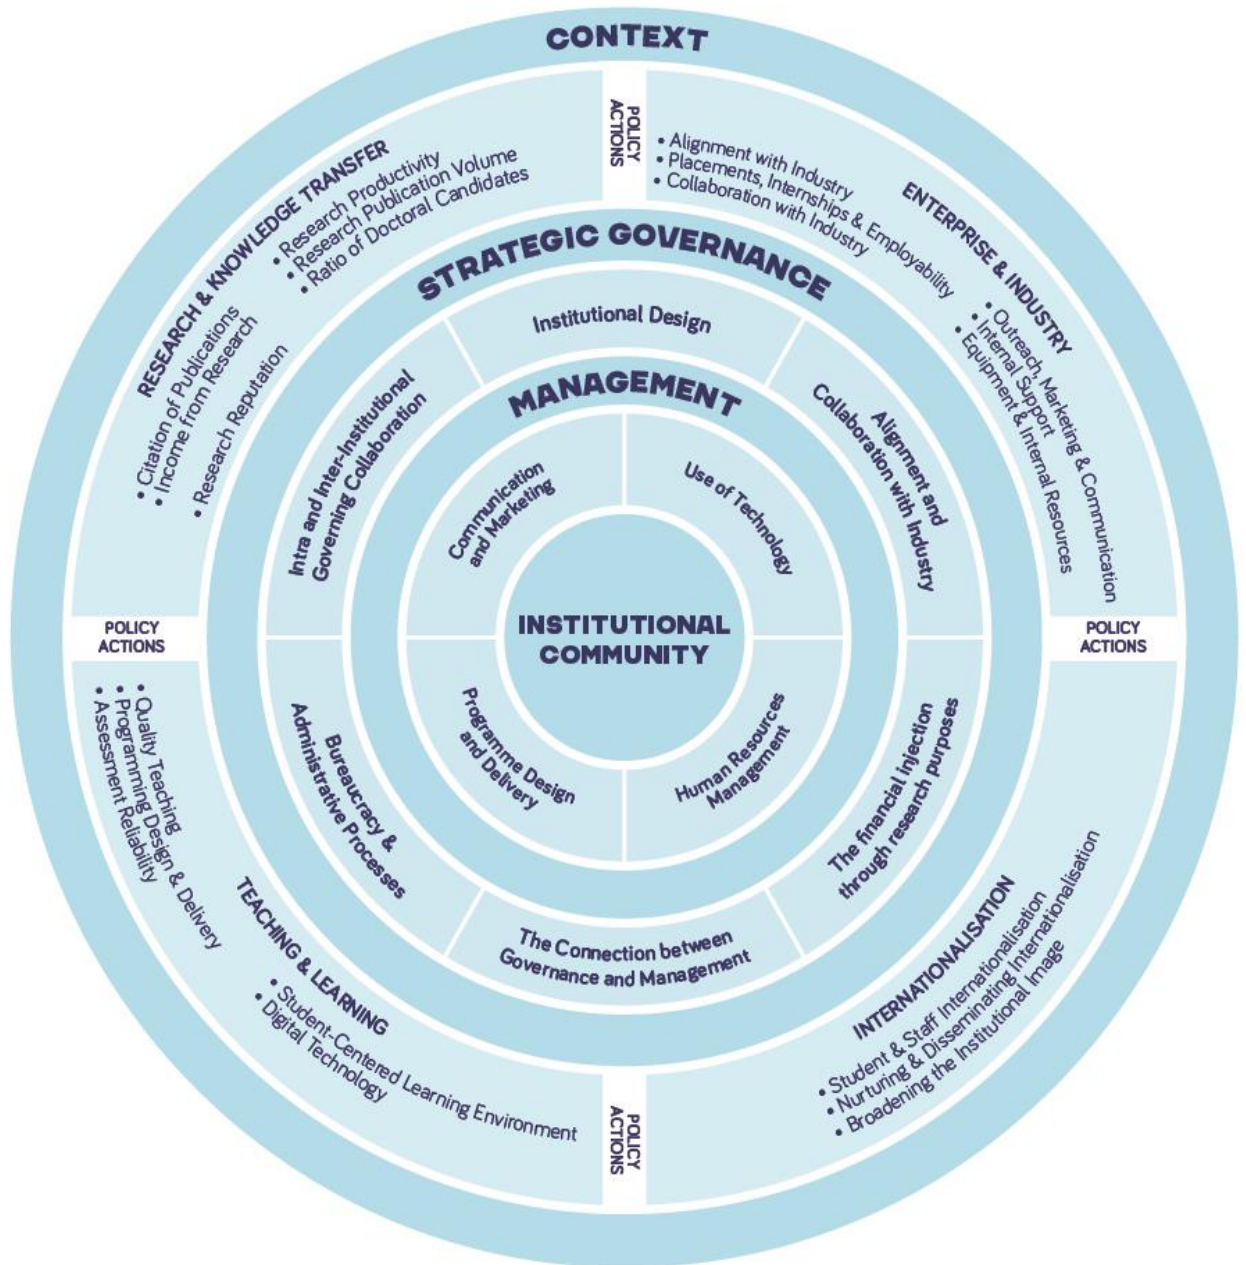 CONTEXT
POLICY
ACTIONS
RESEARCH & KNOWLEDGE TRANSFER
• Research Productivity
• Research Publication Volume
• Ratio of Doctoral Candidates
• Citation of Publications
• Income from Research
• Research Reputation
ENTERPRISE & INDUSTRY
• Alignment with Industry
• Placements, Internships & Employability
• Collaboration with Industry
• Outreach, Marketing & Communication
• Internal Support
• Equipment & Internal Resources
STRATEGIC GOVERNANCE
Institutional Design
Intra and Inter-Institutional
Governing Collaboration
Alignment and
Collaboration with Industry
MANAGEMENT
Communication
and Marketing
Use of Technology
INSTITUTIONAL
COMMUNITY
POLICY
ACTIONS
POLICY
ACTIONS
Programme Design
and Delivery
Human Resources
Management
Bureaucracy &
Administrative Processes
The financial injection
through research purposes
The Connection between
Governance and Management
TEACHING & LEARNING
• Quality Teaching
• Programming Design & Delivery
• Assessment Reliability
• Student-Centered Learning Environment
• Digital Technology
INTERNATIONALISATION
• Student & Staff Internationalisation
• Nurturing & Disseminating Internationalisation
• Broadening the Institutional Image
POLICY
ACTIONS